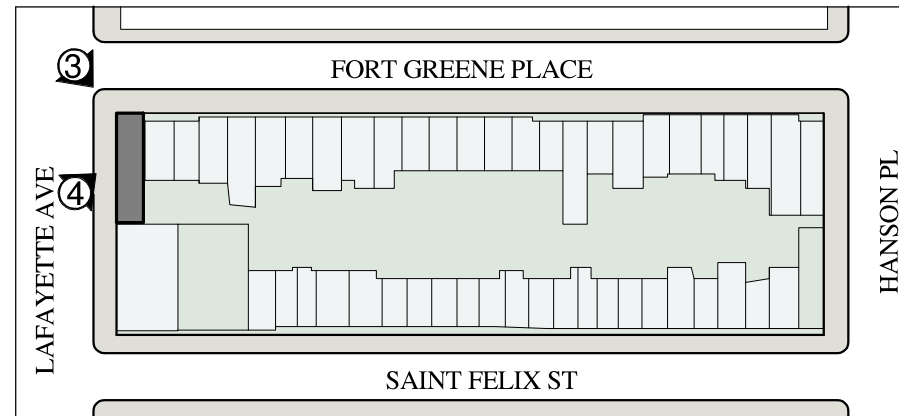 3
FORT GREENE PLACE
4
LAFAYETTE AVE
HANSON PL
SAINT FELIX ST